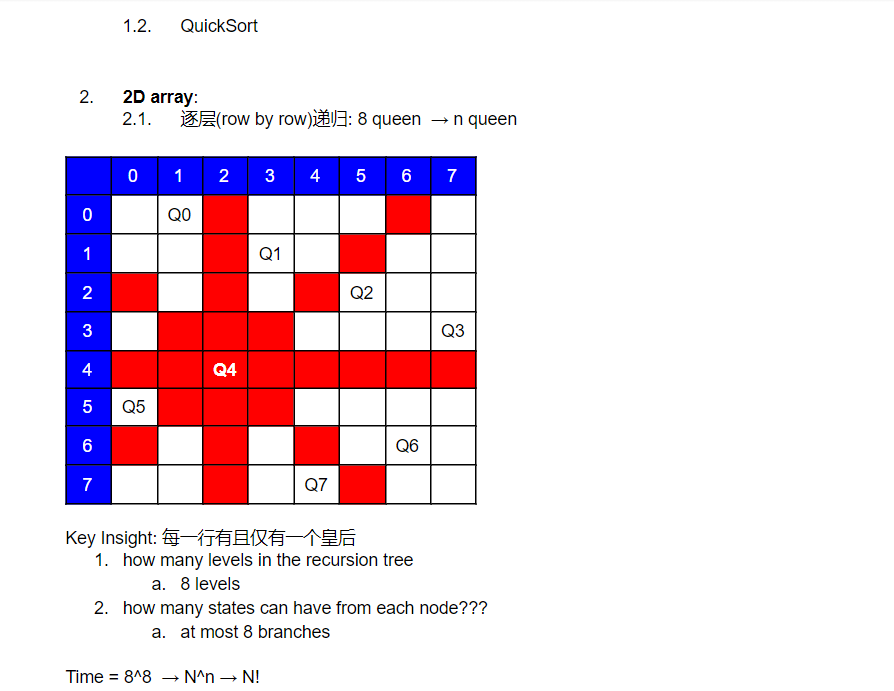 1.2. QuickSort
2. 2D array:
2.1. 逐层(row by row)递归: 8 queen → n queen
0 1 2 3 4 5 6 7
0 Q0
1 Q1
2 Q2
3 Q3
4 Q4
5 Q5
6 Q6
7 Q7
Key Insight: 每一行有且仅有一个皇后
1. how many levels in the recursion tree
a. 8 levels
2. how many states can have from each node???
a. at most 8 branches
Time = 8^8 → N^n → N!